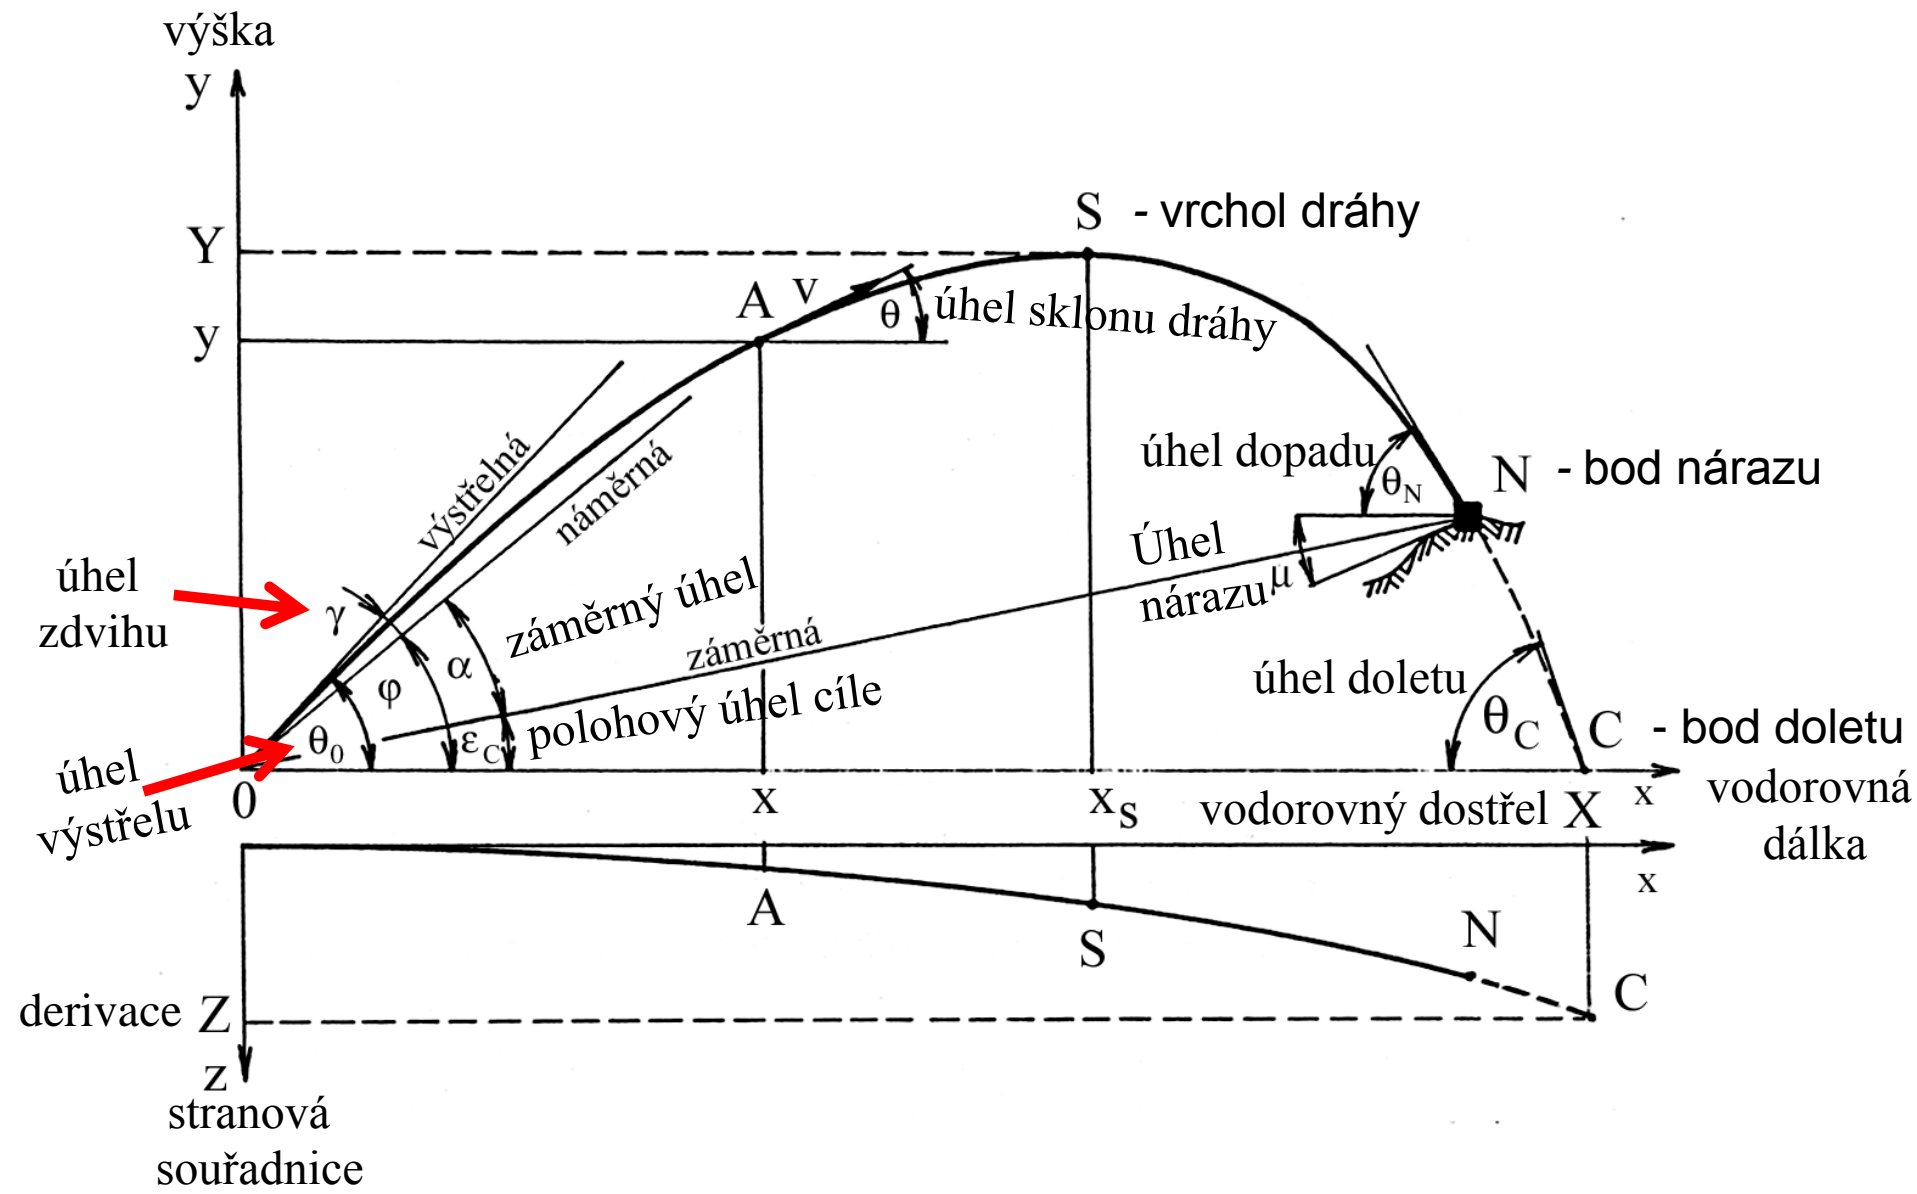 výška
y
S - vrchol dráhy
Y
A v
θ úhel sklonu dráhy
y
výstřelná
náměrná
úhel dopadu
θN
N - bod nárazu
Úhel
nárazu μ
úhel
zdvihu
γ
záměrný úhel
záměrná
α
φ
polohový úhel cíle
εC
θ0
úhel
výstřelu
úhel doletu
θC
C - bod doletu
0
x
xS
vodorovný dostřel X
x
vodorovná
dálka
x
A
S
N
C
derivace Z
z
stranová
souřadnice